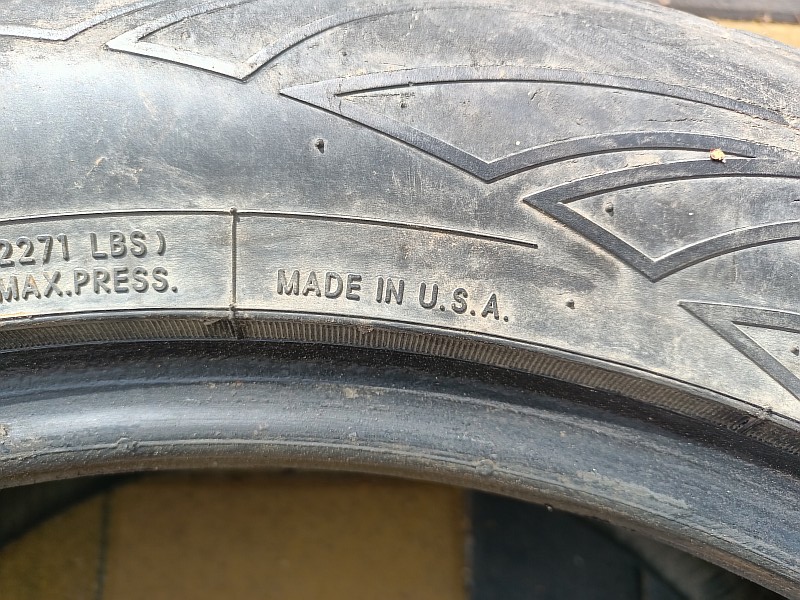 2271 LBS)
MAX.PRESS.
MADE IN U.S.A.